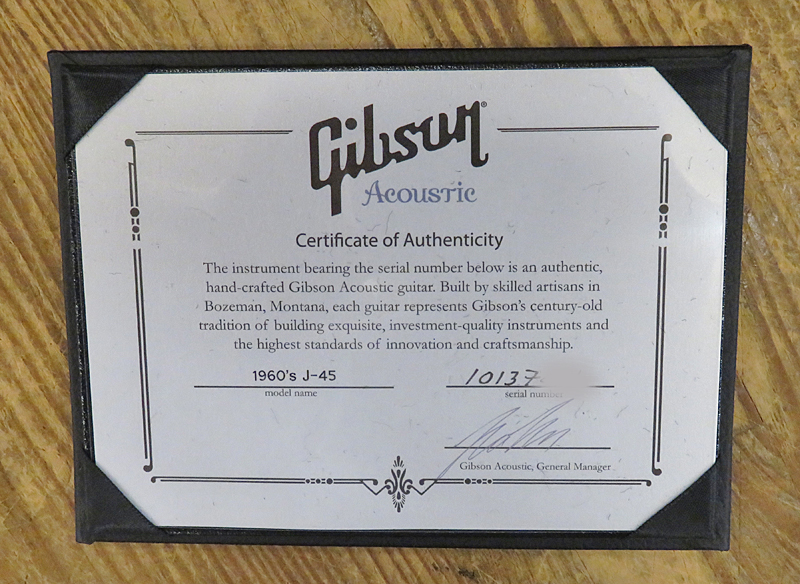 Gibson®
Acoustic
Certificate of Authenticity
The instrument bearing the serial number below is an authentic,
hand-crafted Gibson Acoustic guitar. Built by skilled artisans in
Bozeman, Montana, each guitar represents Gibson's century-old
tradition of building exquisite, investment-quality instruments and
the highest standards of innovation and craftsmanship.
1960's J-45 10137
model name serial number
Gibson Acoustic, General Manager